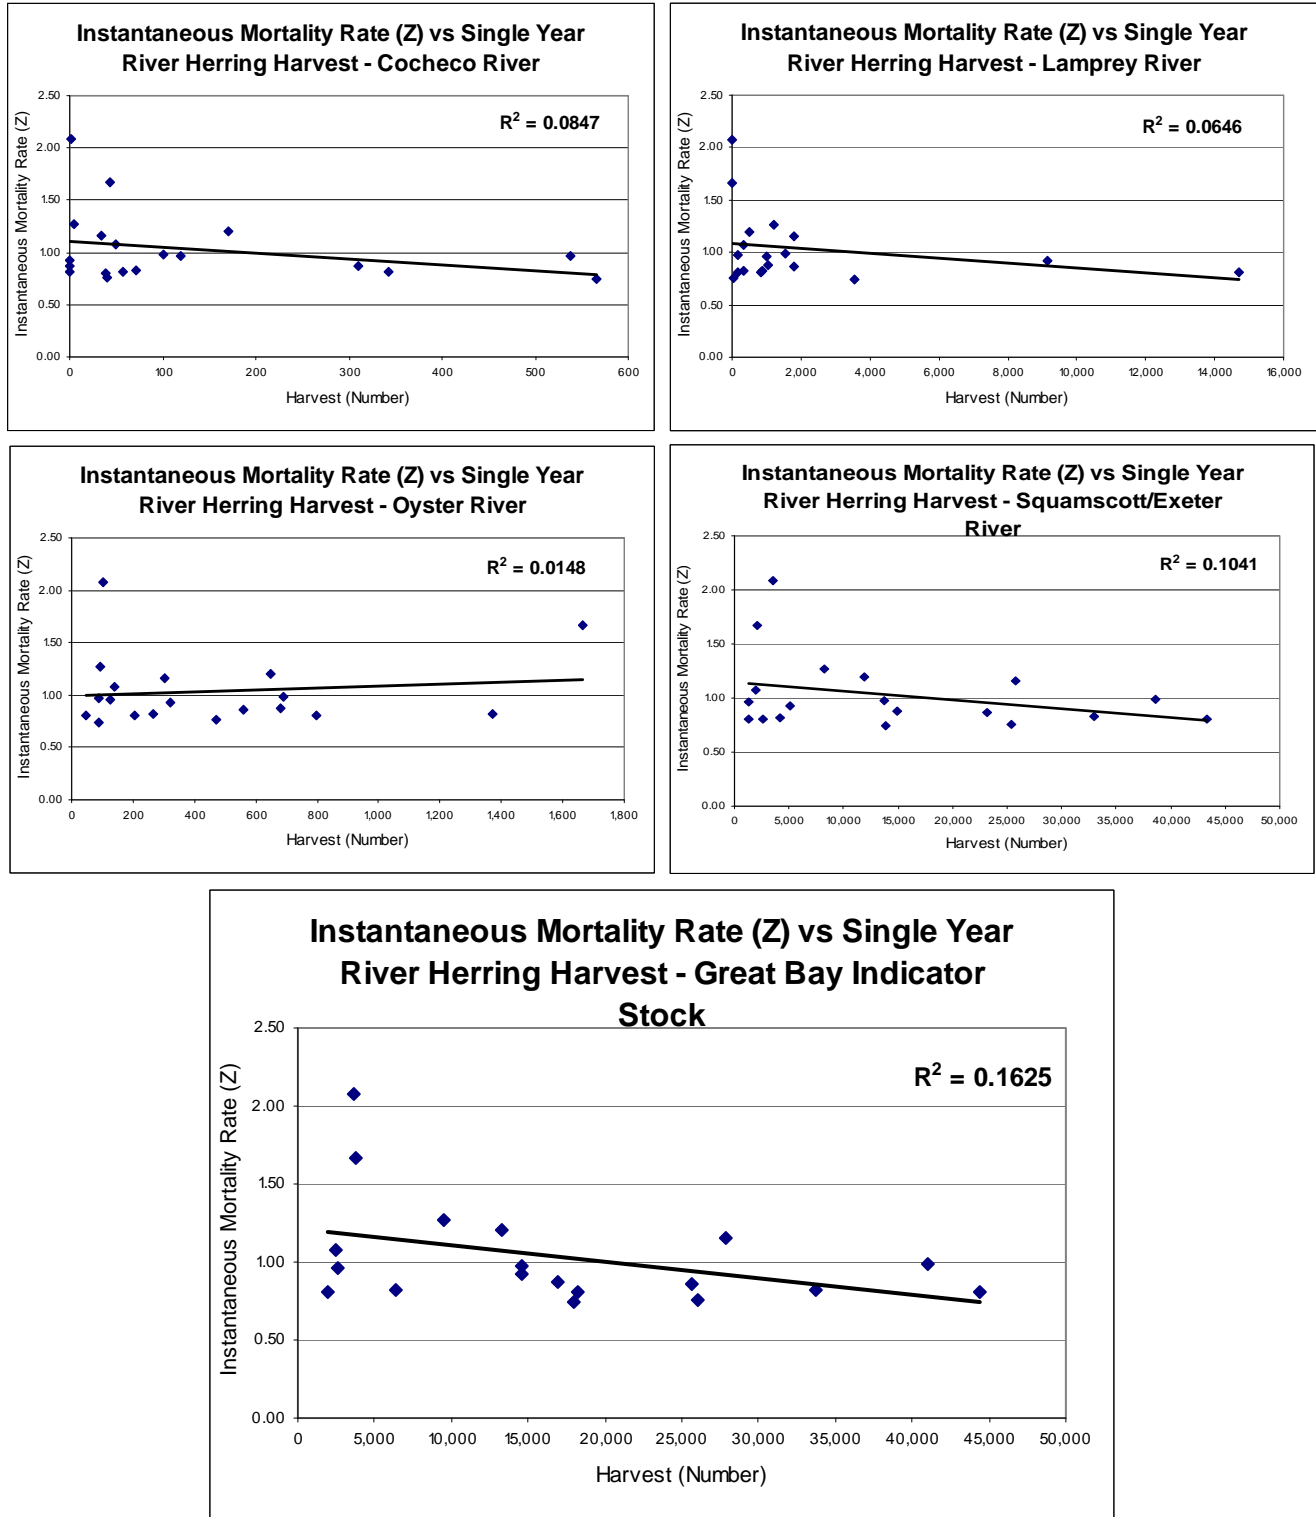 Instantaneous Mortality Rate (Z) vs Single Year
River Herring Harvest - Cocheco River
R² = 0.0847
Instantaneous Mortality Rate (Z)
2.50
2.00
1.50
1.00
0.50
0.00
0 100 200 300 400 500 600
Harvest (Number)
Instantaneous Mortality Rate (Z) vs Single Year
River Herring Harvest - Lamprey River
R² = 0.0646
Instantaneous Mortality Rate (Z)
2.50
2.00
1.50
1.00
0.50
0.00
0 2,000 4,000 6,000 8,000 10,000 12,000 14,000 16,000
Harvest (Number)
Instantaneous Mortality Rate (Z) vs Single Year
River Herring Harvest - Oyster River
R² = 0.0148
Instantaneous Mortality Rate (Z)
2.50
2.00
1.50
1.00
0.50
0.00
0 200 400 600 800 1,000 1,200 1,400 1,600 1,800
Harvest (Number)
Instantaneous Mortality Rate (Z) vs Single Year
River Herring Harvest - Squamscott/Exeter
River
R² = 0.1041
Instantaneous Mortality Rate (Z)
2.50
2.00
1.50
1.00
0.50
0.00
0 5,000 10,000 15,000 20,000 25,000 30,000 35,000 40,000 45,000 50,000
Harvest (Number)
Instantaneous Mortality Rate (Z) vs Single Year
River Herring Harvest - Great Bay Indicator
Stock
R² = 0.1625
Instantaneous Mortality Rate (Z)
2.50
2.00
1.50
1.00
0.50
0.00
0 5,000 10,000 15,000 20,000 25,000 30,000 35,000 40,000 45,000 50,000
Harvest (Number)